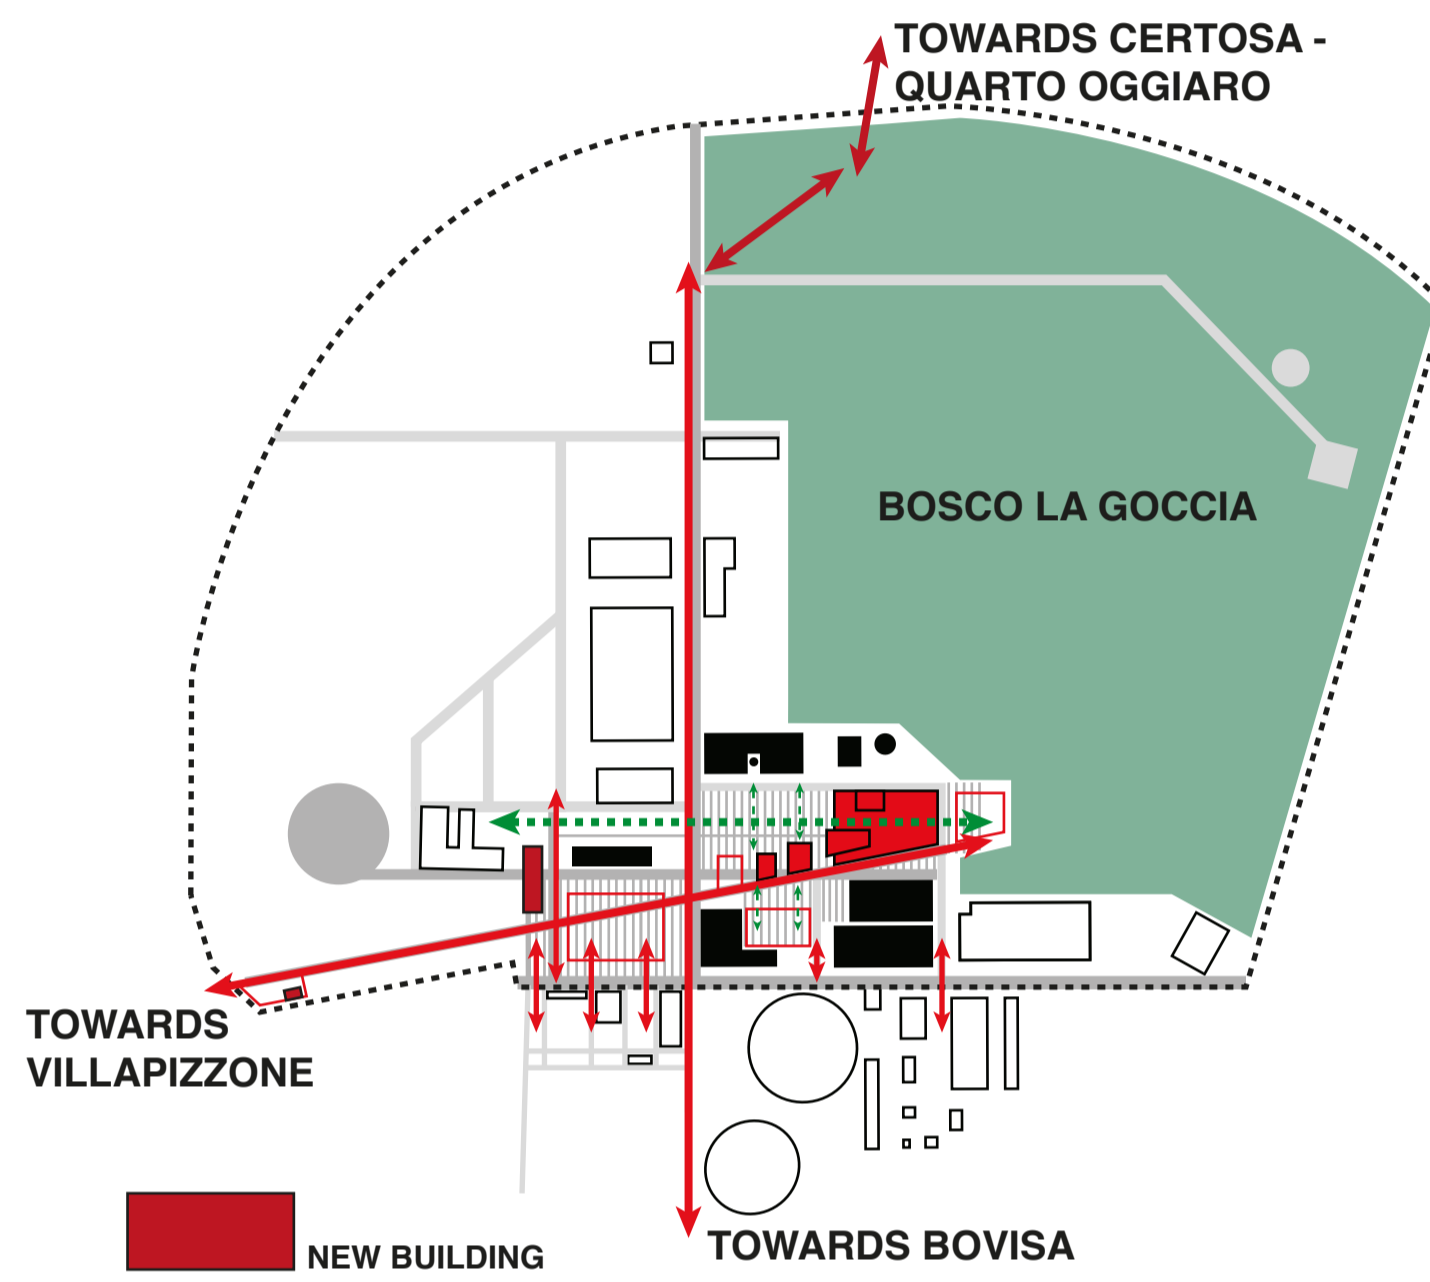 TOWARDS CERTOSA -
QUARTO OGGIARO
BOSCO LA GOCCIA
TOWARDS
VILLAPIZZONE
NEW BUILDING
TOWARDS BOVISA